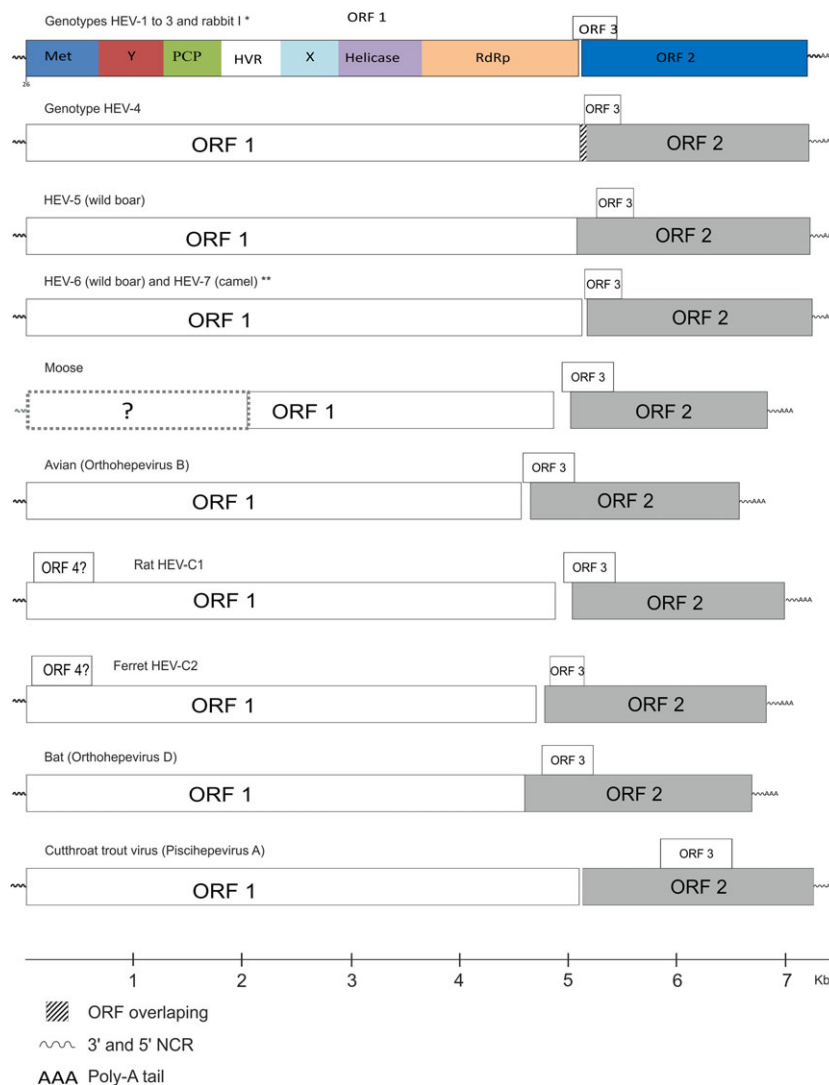 Genotypes HEV-1 to 3 and rabbit I *
ORF 1
ORF 3
Met Y PCP HVR X Helicase RdRp ORF 2
AA
26
Genotype HEV-4
ORF 3
ORF 1 ORF 2
HEV-5 (wild boar)
ORF 3
ORF 1 ORF 2
HEV-6 (wild boar) and HEV-7 (camel) **
ORF 3
ORF 1 ORF 2
Moose
ORF 3
? ORF 1 ORF 2 AAA
Avian (Orthohepevirus B)
ORF 3
ORF 1 ORF 2 AAA
ORF 4? Rat HEV-C1 ORF 3
ORF 1 ORF 2 AAA
ORF 4? Ferret HEV-C2 ORF 3
ORF 1 ORF 2 AAA
Bat (Orthohepevirus D)
ORF 3
ORF 1 ORF 2 AAA
Cutthroat trout virus (Piscihepevirus A)
ORF 3
ORF 1 ORF 2
1 2 3 4 5 6 7 Kb
ORF overlaping
3' and 5' NCR
AAA Poly-A tail